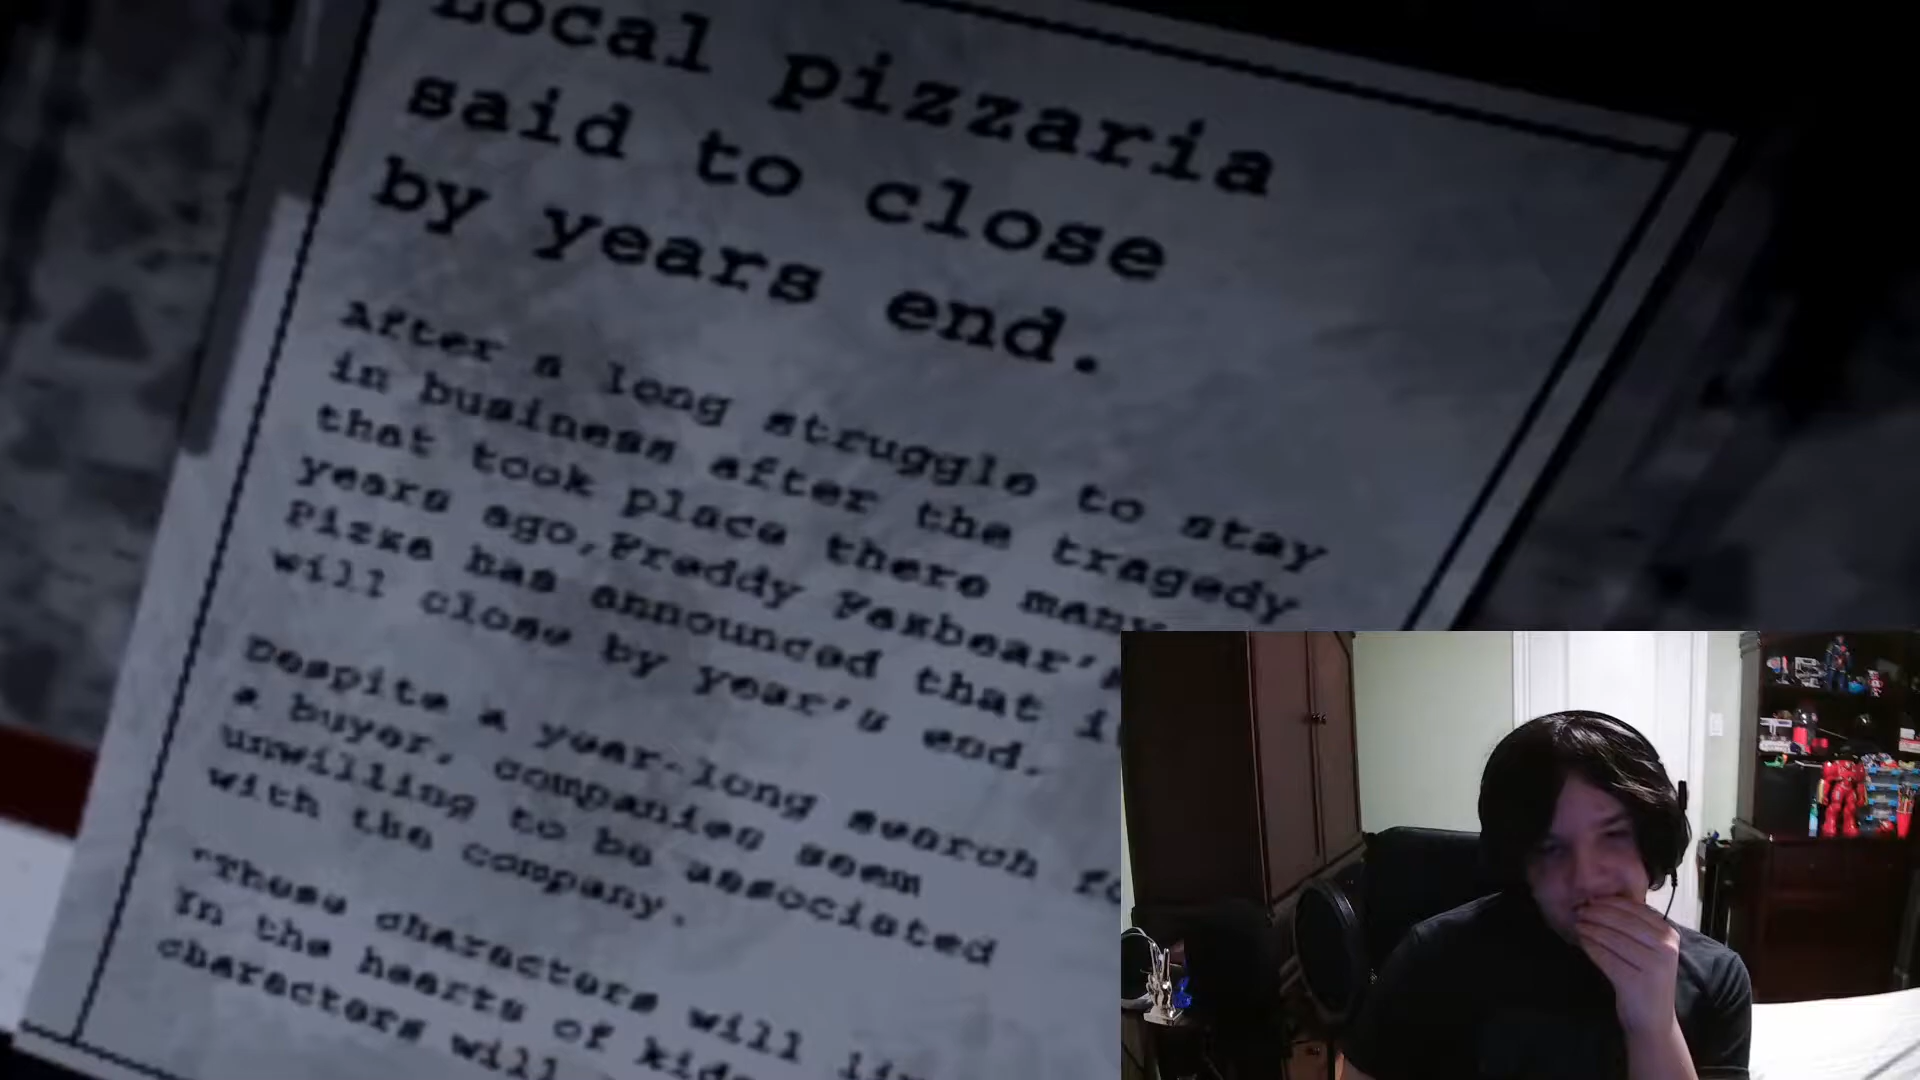 Local pizzaria
said to close
by years end.
After a long struggle to stay
in business after the tragedy
that took place there many
years ago,Freddy Fazbear's
Pizza has announced that it
will close by year's end.
Despite a year-long search fo
a buyer, companies seem
unwilling to be associated
with the company.
"These characters will li
In the hearts of kids
characters will